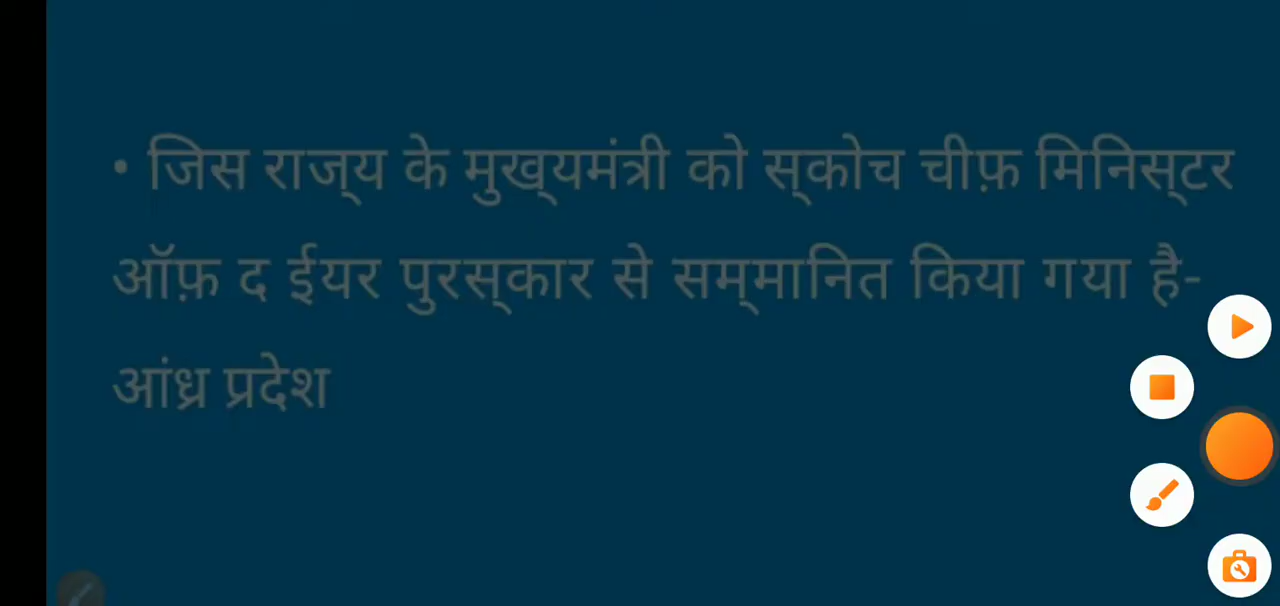 • जिस राज्य के मुख्यमंत्री को स्कोच चीफ़ मिनिस्टर
ऑफ़ द ईयर पुरस्कार से सम्मानित किया गया है-
आंध्र प्रदेश